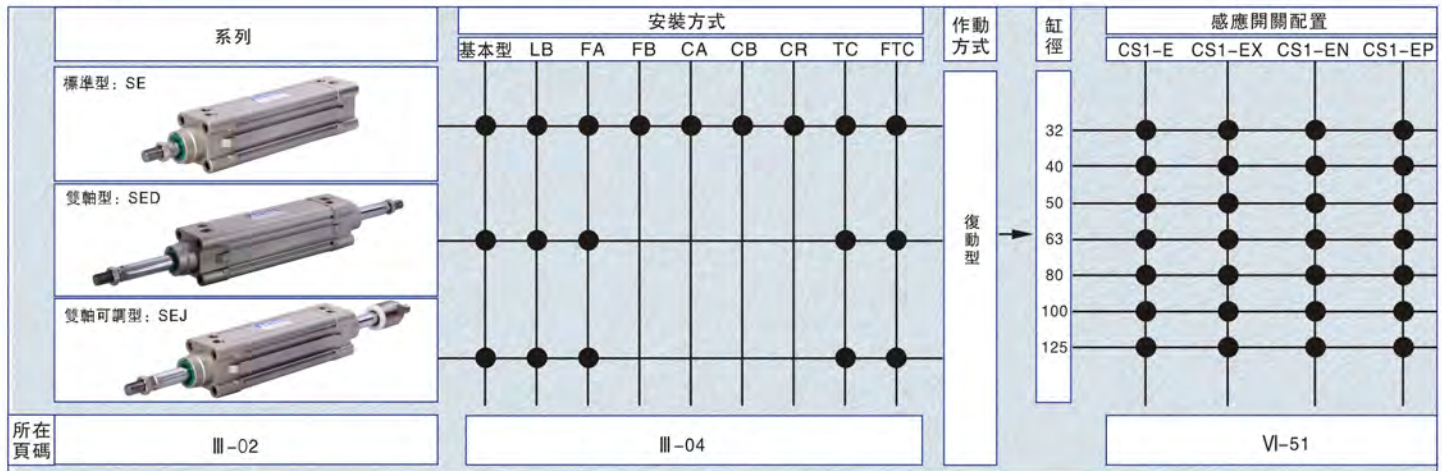 系列
安裝方式
基本型 LB FA FB CA CB CR TC FTC
作動
方式
缸
徑
感應開關配置
CS1-E CS1-EX CS1-EN CS1-EP
標準型：SE
雙軸型：SED
雙軸可調型：SEJ
復
動
型
32
40
50
63
80
100
125
所在
頁碼
Ⅲ-02
Ⅲ-04
Ⅵ-51